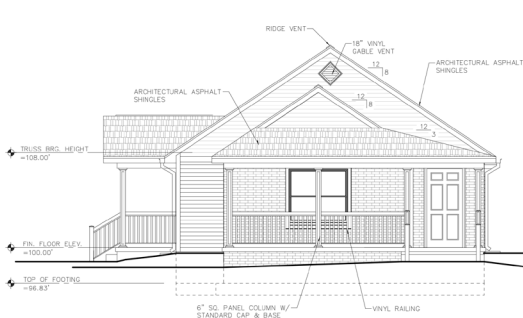 RIDGE VENT
18" VINYL
GABLE VENT
12
8
ARCHITECTURAL ASPHALT
SHINGLES
ARCHITECTURAL ASPHALT
SHINGLES
12
8
12
3
TRUSS BRG. HEIGHT
=108.00'
FIN. FLOOR ELEV.
=100.00'
TOP OF FOOTING
=96.83'
6" SQ. PANEL COLUMN W/
STANDARD CAP & BASE
VINYL RAILING